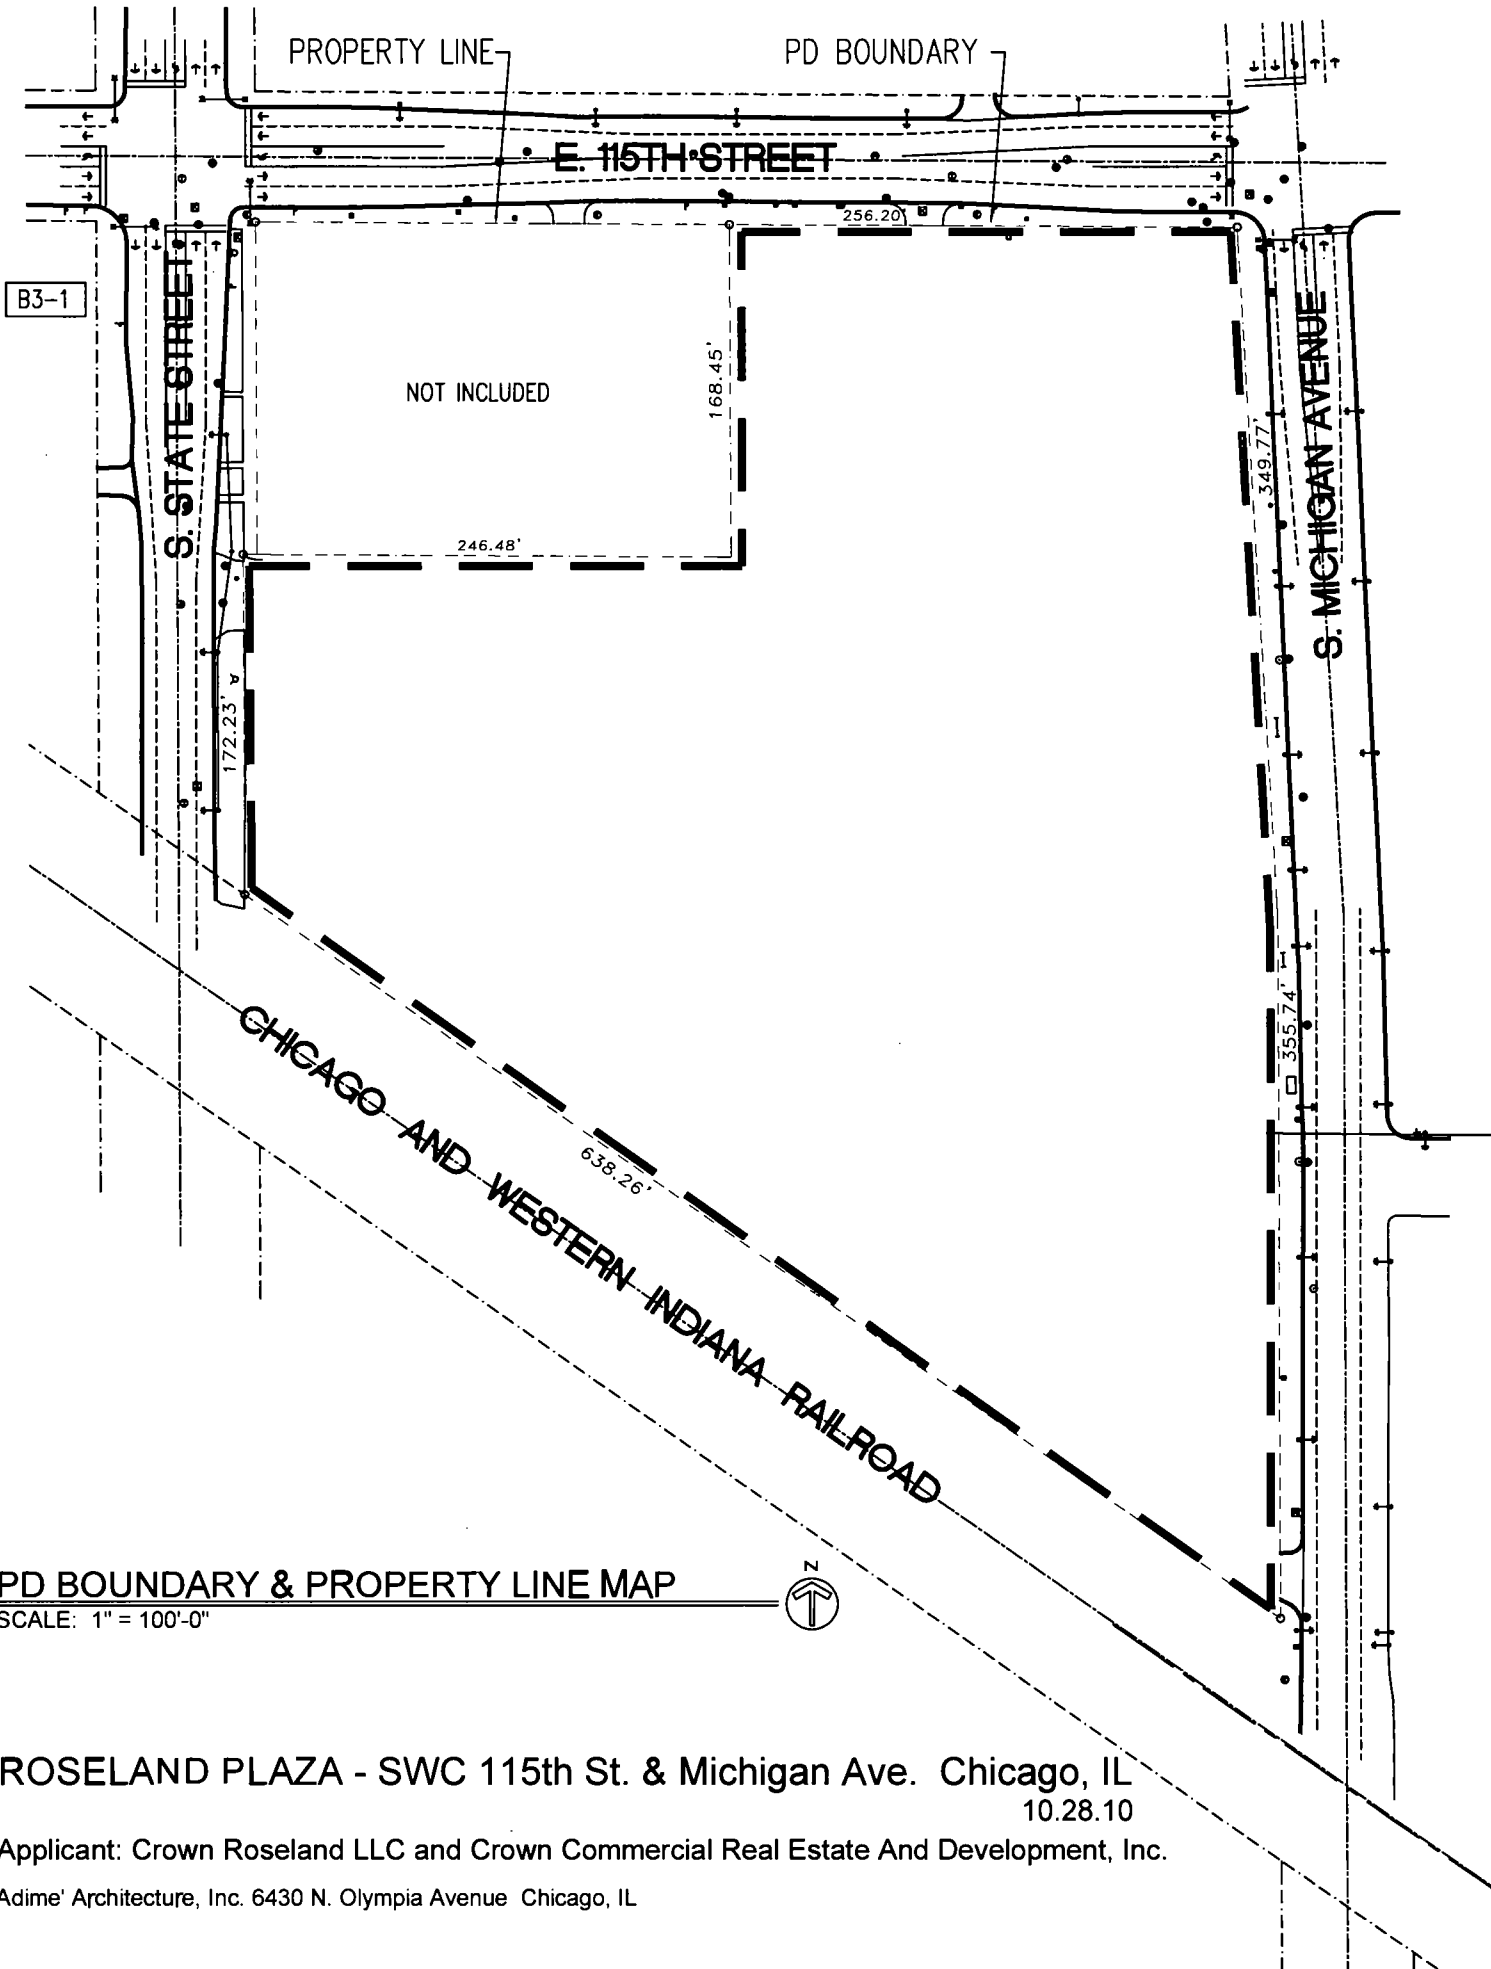 PROPERTY LINE
PD BOUNDARY
E. 115TH STREET
256.20'
B3-1
S. STATE STREET
NOT INCLUDED
168.45'
349.77'
S. MICHIGAN AVENUE
246.48'
172.23'
355.74'
638.26'
CHICAGO AND WESTERN INDIANA RAILROAD
PD BOUNDARY & PROPERTY LINE MAP
SCALE: 1" = 100'-0"
N
ROSELAND PLAZA - SWC 115th St. & Michigan Ave. Chicago, IL
10.28.10
Applicant: Crown Roseland LLC and Crown Commercial Real Estate And Development, Inc.
Adime' Architecture, Inc. 6430 N. Olympia Avenue Chicago, IL